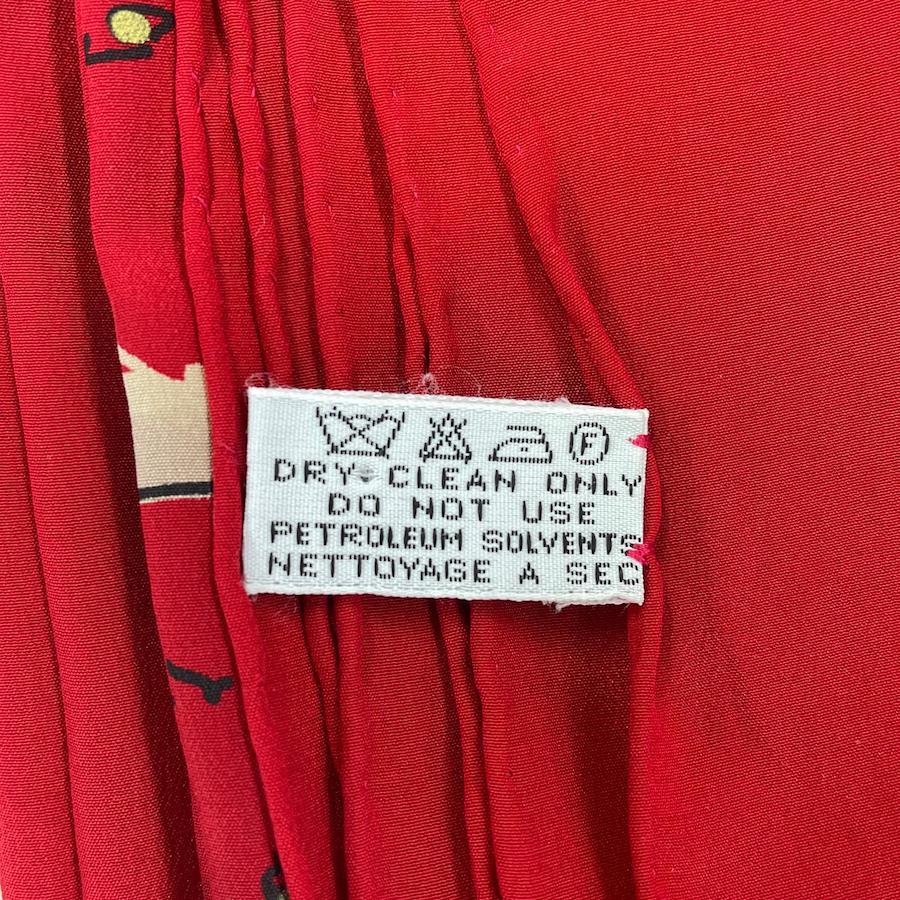 F
DRY-CLEAN ONLY
DO NOT USE
PETROLEUM SOLVENTS
NETTOYAGE A SEC